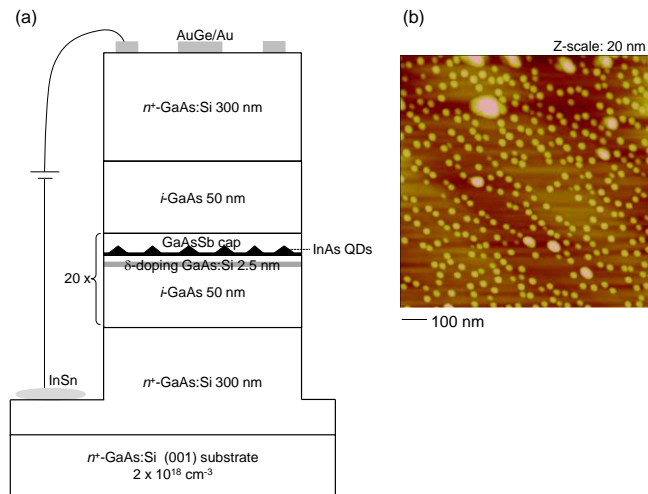 (a)
AuGe/Au
n⁺-GaAs:Si 300 nm
i-GaAs 50 nm
GaAsSb cap
InAs QDs
δ-doping GaAs:Si 2.5 nm
20 x
i-GaAs 50 nm
InSn
n⁺-GaAs:Si 300 nm
n⁺-GaAs:Si (001) substrate
2 x 10¹⁸ cm⁻³
(b)
Z-scale: 20 nm
100 nm